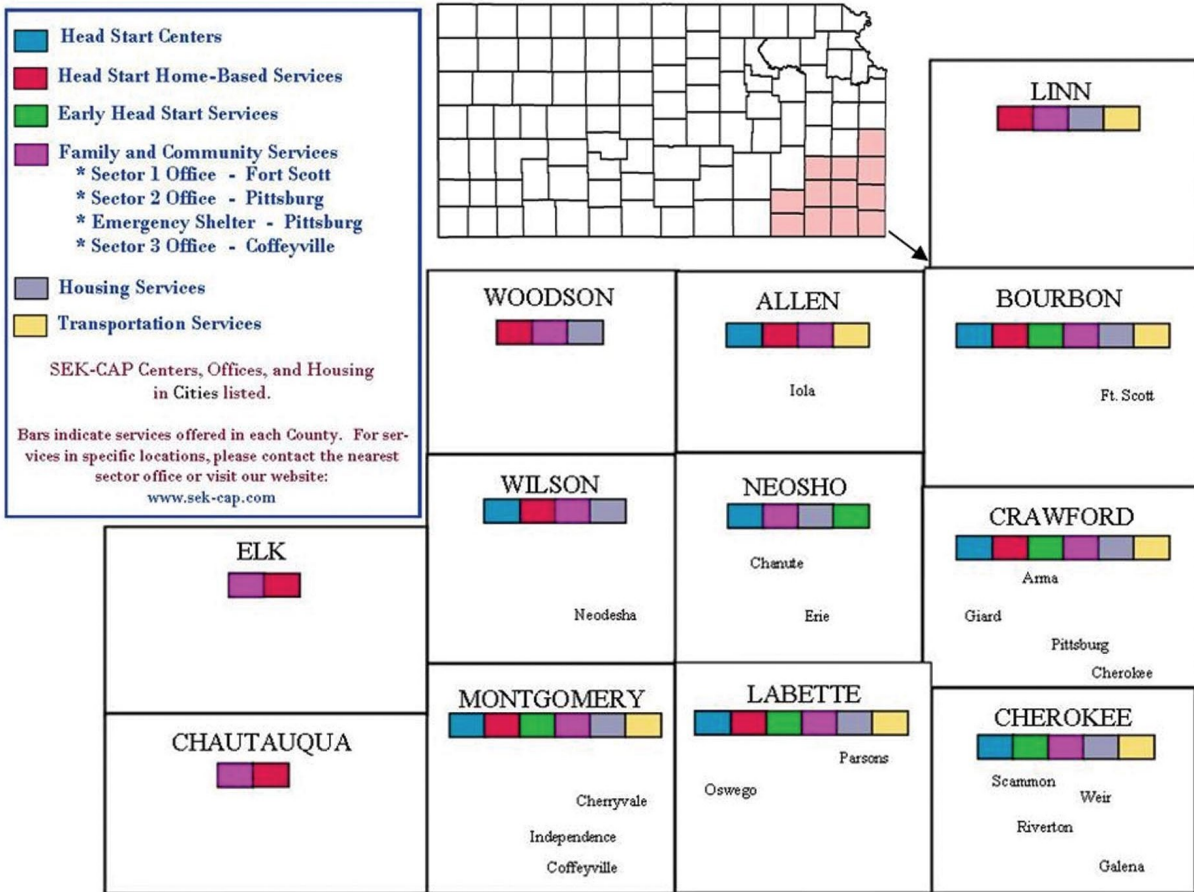 Head Start Centers
Head Start Home-Based Services
Early Head Start Services
Family and Community Services
* Sector 1 Office - Fort Scott
* Sector 2 Office - Pittsburg
* Emergency Shelter - Pittsburg
* Sector 3 Office - Coffeyville
Housing Services
Transportation Services
SEK-CAP Centers, Offices, and Housing
in Cities listed.
Bars indicate services offered in each County. For ser-
vices in specific locations, please contact the nearest
sector office or visit our website:
www.sek-cap.com
LINN
WOODSON
ALLEN
Iola
BOURBON
Ft. Scott
WILSON
Neodesha
NEOSHO
Chanute
Erie
CRAWFORD
Arma
Giard
Pittsburg
Cherokee
ELK
CHAUTAUQUA
MONTGOMERY
Cherryvale
Independence
Coffeyville
LABETTE
Parsons
Oswego
CHEROKEE
Scammon
Weir
Riverton
Galena